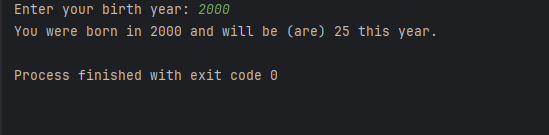 Enter your birth year: 2000
You were born in 2000 and will be (are) 25 this year.
Process finished with exit code 0